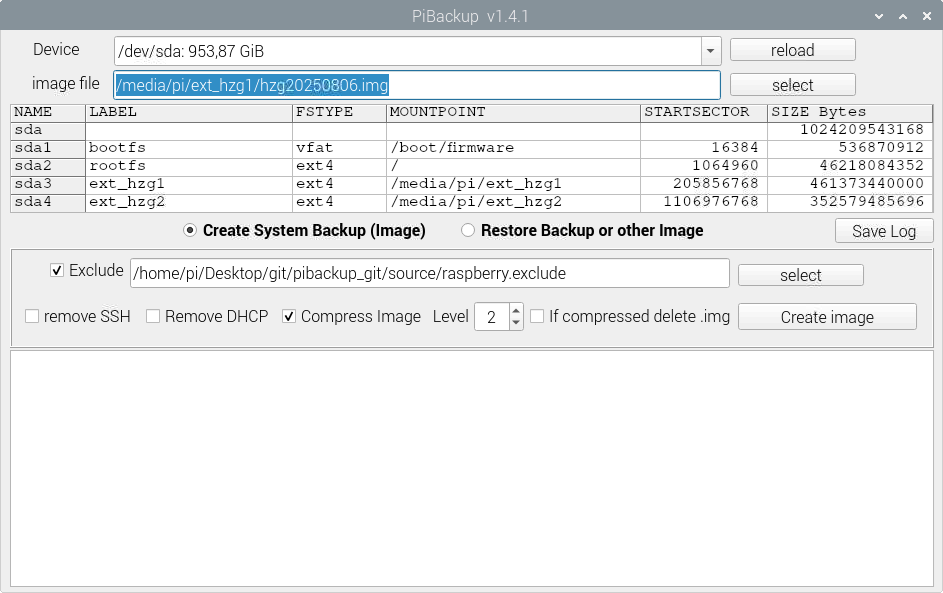 PiBackup v1.4.1
Device /dev/sda: 953,87 GiB reload
image file /media/pi/ext_hzg1/hzg20250806.img select
NAME LABEL FSTYPE MOUNTPOINT STARTSECTOR SIZE Bytes
sda 1024209543168
sda1 bootfs vfat /boot/firmware 16384 536870912
sda2 rootfs ext4 / 1064960 46218084352
sda3 ext_hzg1 ext4 /media/pi/ext_hzg1 205856768 461373440000
sda4 ext_hzg2 ext4 /media/pi/ext_hzg2 1106976768 352579485696
Create System Backup (Image) Restore Backup or other Image Save Log
Exclude /home/pi/Desktop/git/pibackup_git/source/raspberry.exclude select
remove SSH Remove DHCP Compress Image Level 2 If compressed delete .img Create image